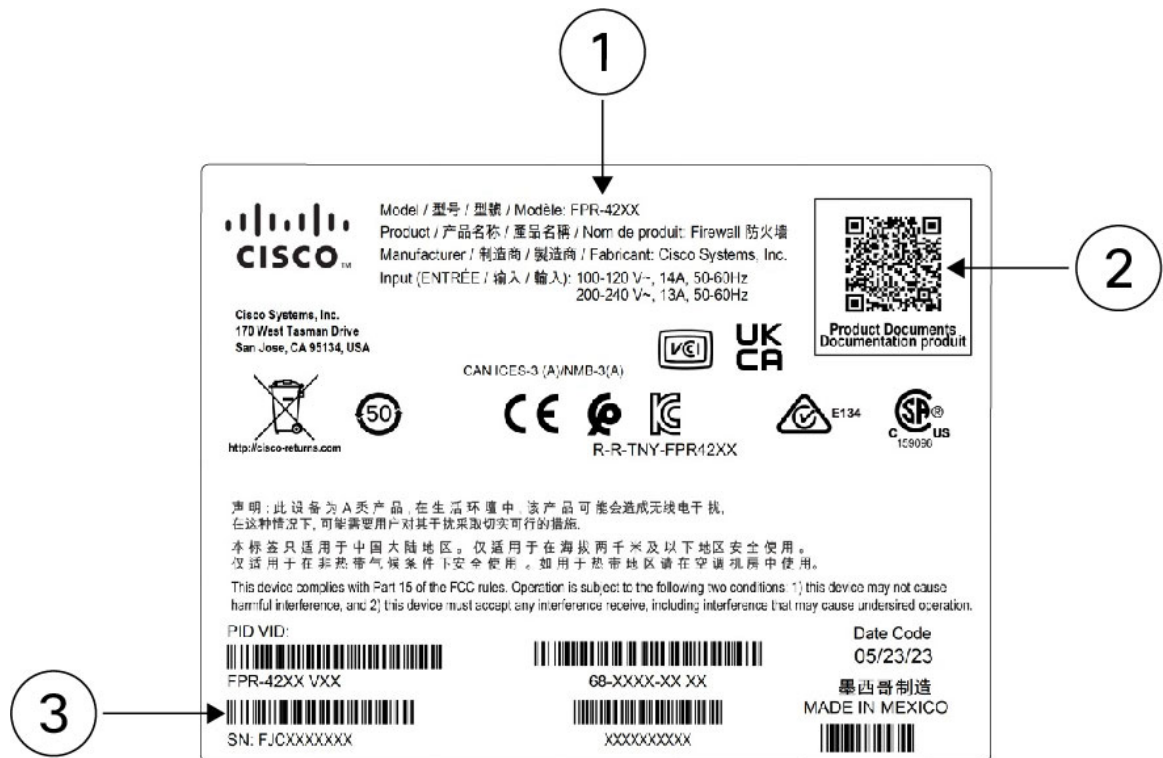 1
Model / 型号 / 型號 / Modèle: FPR-42XX
Product / 产品名称 / 產品名稱 / Nom de produit: Firewall 防火墙
Manufacturer / 制造商 / 製造商 / Fabricant: Cisco Systems, Inc.
Input (ENTRÉE / 输入 / 輸入): 100-120 V~, 14A, 50-60Hz
200-240 V~, 13A, 50-60Hz
CISCO TM
2
Product Documents
Documentation produit
Cisco Systems, Inc.
170 West Tasman Drive
San Jose, CA 95134, USA
VCI
UK
CA
CAN ICES-3 (A)/NMB-3(A)
50
CE
E134
SA ®
C US
159096
http://cisco-returns.com
R-R-TNY-FPR42XX
声明:此设备为A类产品,在生活环境中,该产品可能会造成无线电干扰,
在这种情况下,可能需要用户对其干扰采取切实可行的措施.
本标签只适用于中国大陆地区。仅适用于在海拔两千米及以下地区安全使用。
仅适用于在非热带气候条件下安全使用。如用于热带地区请在空调机房中使用。
This device complies with Part 15 of the FCC rules. Operation is subject to the following two conditions: 1) this device may not cause
harmful interference, and 2) this device must accept any interference receive, including interference that may cause undersired operation.
PID VID:
FPR-42XX VXX
68-XXXX-XX XX
Date Code
05/23/23
墨西哥制造
MADE IN MEXICO
3
SN: FJCXXXXXXX
XXXXXXXXXX